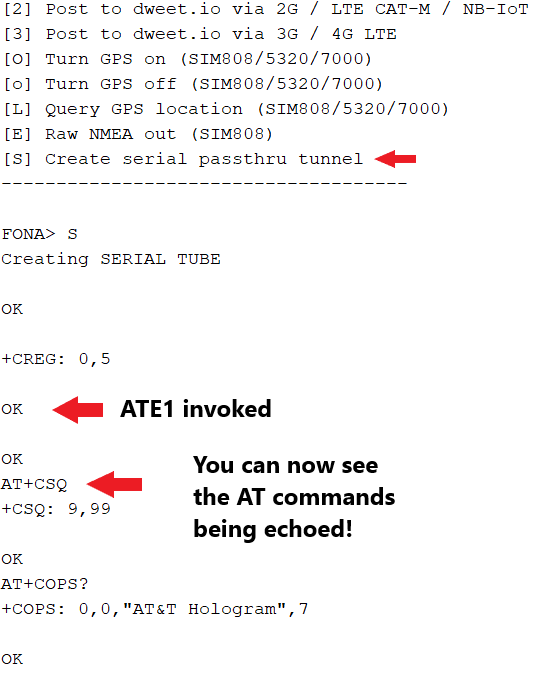 [2] Post to dweet.io via 2G / LTE CAT-M / NB-IoT
[3] Post to dweet.io via 3G / 4G LTE
[O] Turn GPS on (SIM808/5320/7000)
[o] Turn GPS off (SIM808/5320/7000)
[L] Query GPS location (SIM808/5320/7000)
[E] Raw NMEA out (SIM808)
[S] Create serial passthru tunnel
-------------------------------------
FONA> S
Creating SERIAL TUBE
OK
+CREG: 0,5
OK
ATE1 invoked
OK
AT+CSQ
+CSQ: 9,99
You can now see
the AT commands
being echoed!
OK
AT+COPS?
+COPS: 0,0,"AT&T Hologram",7
OK